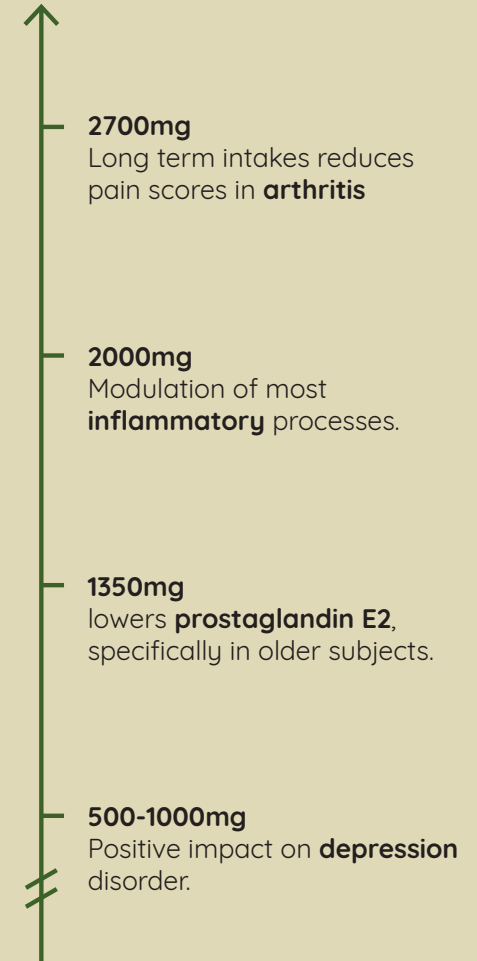 2700mg
Long term intakes reduces
pain scores in arthritis
2000mg
Modulation of most
inflammatory processes.
1350mg
lowers prostaglandin E2,
specifically in older subjects.
500-1000mg
Positive impact on depression
disorder.